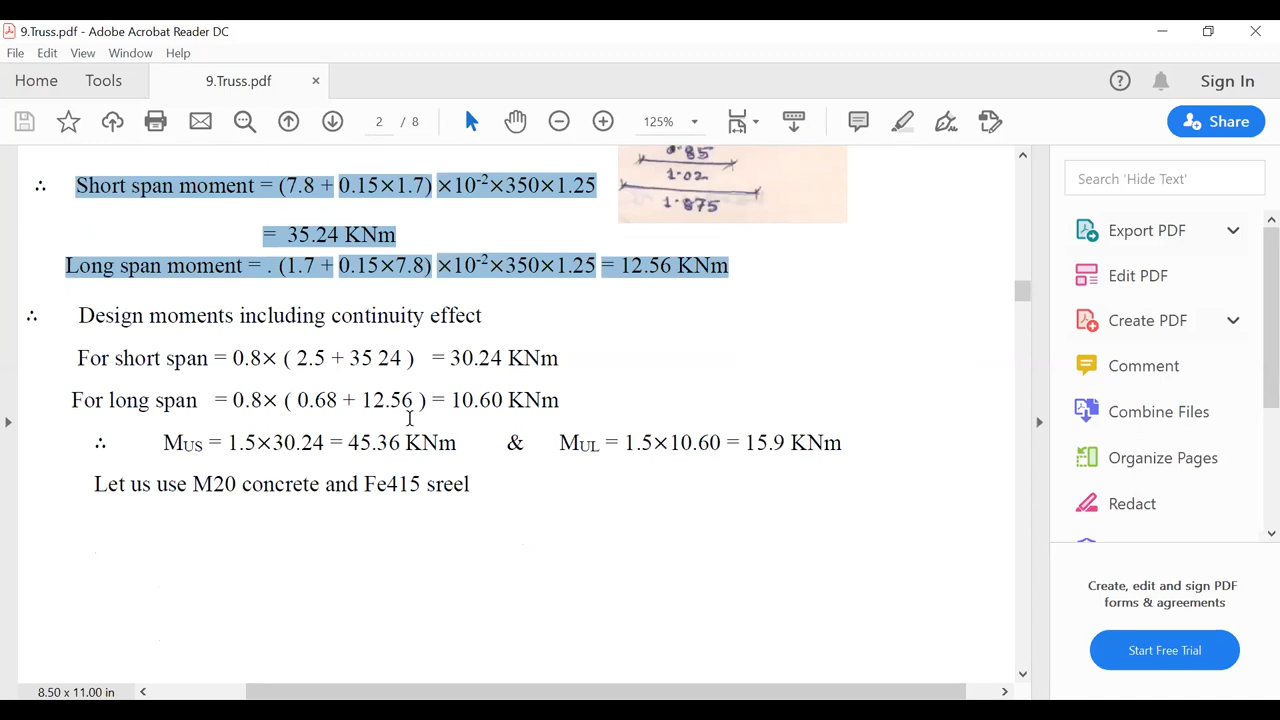 9.Truss.pdf - Adobe Acrobat Reader DC
File Edit View Window Help
Home Tools 9.Truss.pdf × Sign In
2 / 8 125% Share
0.85
1.02
1.875
∴ Short span moment = (7.8 + 0.15×1.7) ×10-2×350×1.25
= 35.24 KNm
Long span moment = . (1.7 + 0.15×7.8) ×10-2×350×1.25 = 12.56 KNm
∴ Design moments including continuity effect
For short span = 0.8× ( 2.5 + 35 24 ) = 30.24 KNm
For long span = 0.8× ( 0.68 + 12.56 ) = 10.60 KNm
∴ MUS = 1.5×30.24 = 45.36 KNm & MUL = 1.5×10.60 = 15.9 KNm
Let us use M20 concrete and Fe415 sreel
8.50 x 11.00 in
Search 'Hide Text'
Export PDF
Edit PDF
Create PDF
Comment
Combine Files
Organize Pages
Redact
Create, edit and sign PDF
forms & agreements
Start Free Trial